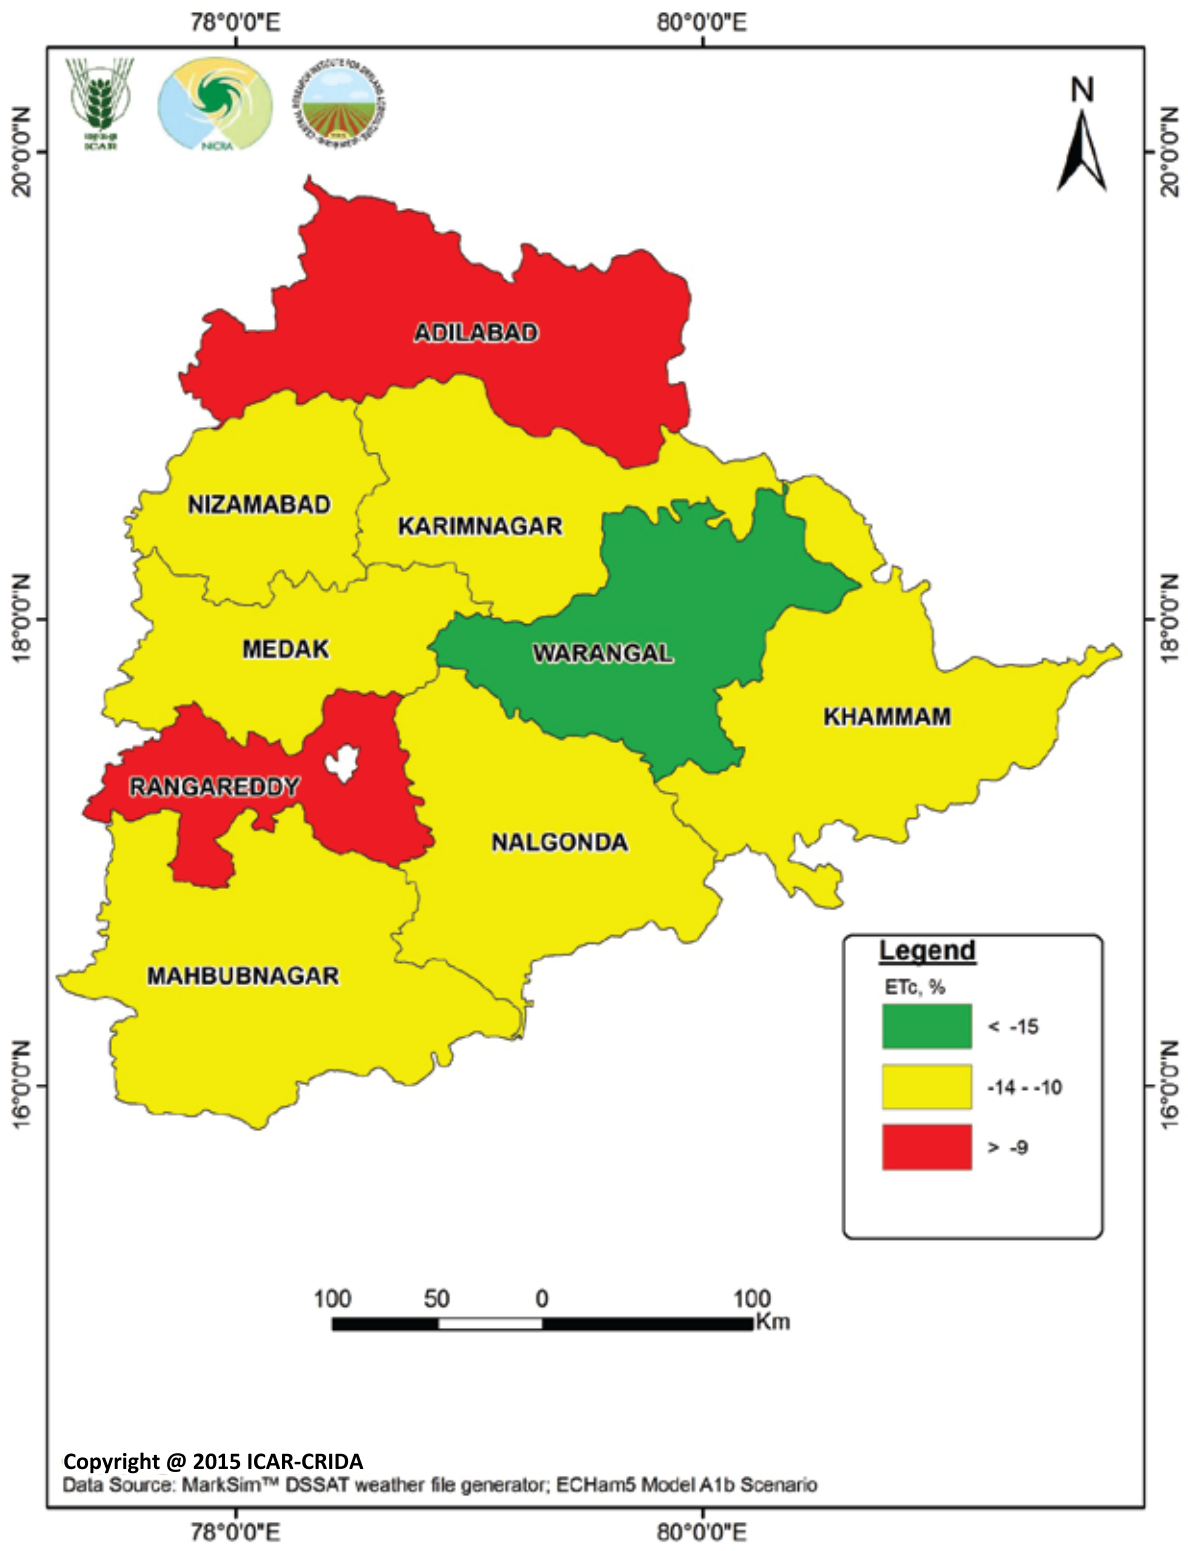 78°0'0"E 80°0'0"E
20°0'0"N 20°0'0"N
ICAR
NICRA
N
ADILABAD
NIZAMABAD
KARIMNAGAR
18°0'0"N 18°0'0"N
MEDAK
WARANGAL
KHAMMAM
RANGAREDDY
NALGONDA
MAHBUBNAGAR
Legend
ETc, %
< -15
-14 - -10
> -9
16°0'0"N 16°0'0"N
100 50 0 100
Km
Copyright @ 2015 ICAR-CRIDA
Data Source: MarkSim™ DSSAT weather file generator; ECHam5 Model A1b Scenario
78°0'0"E 80°0'0"E